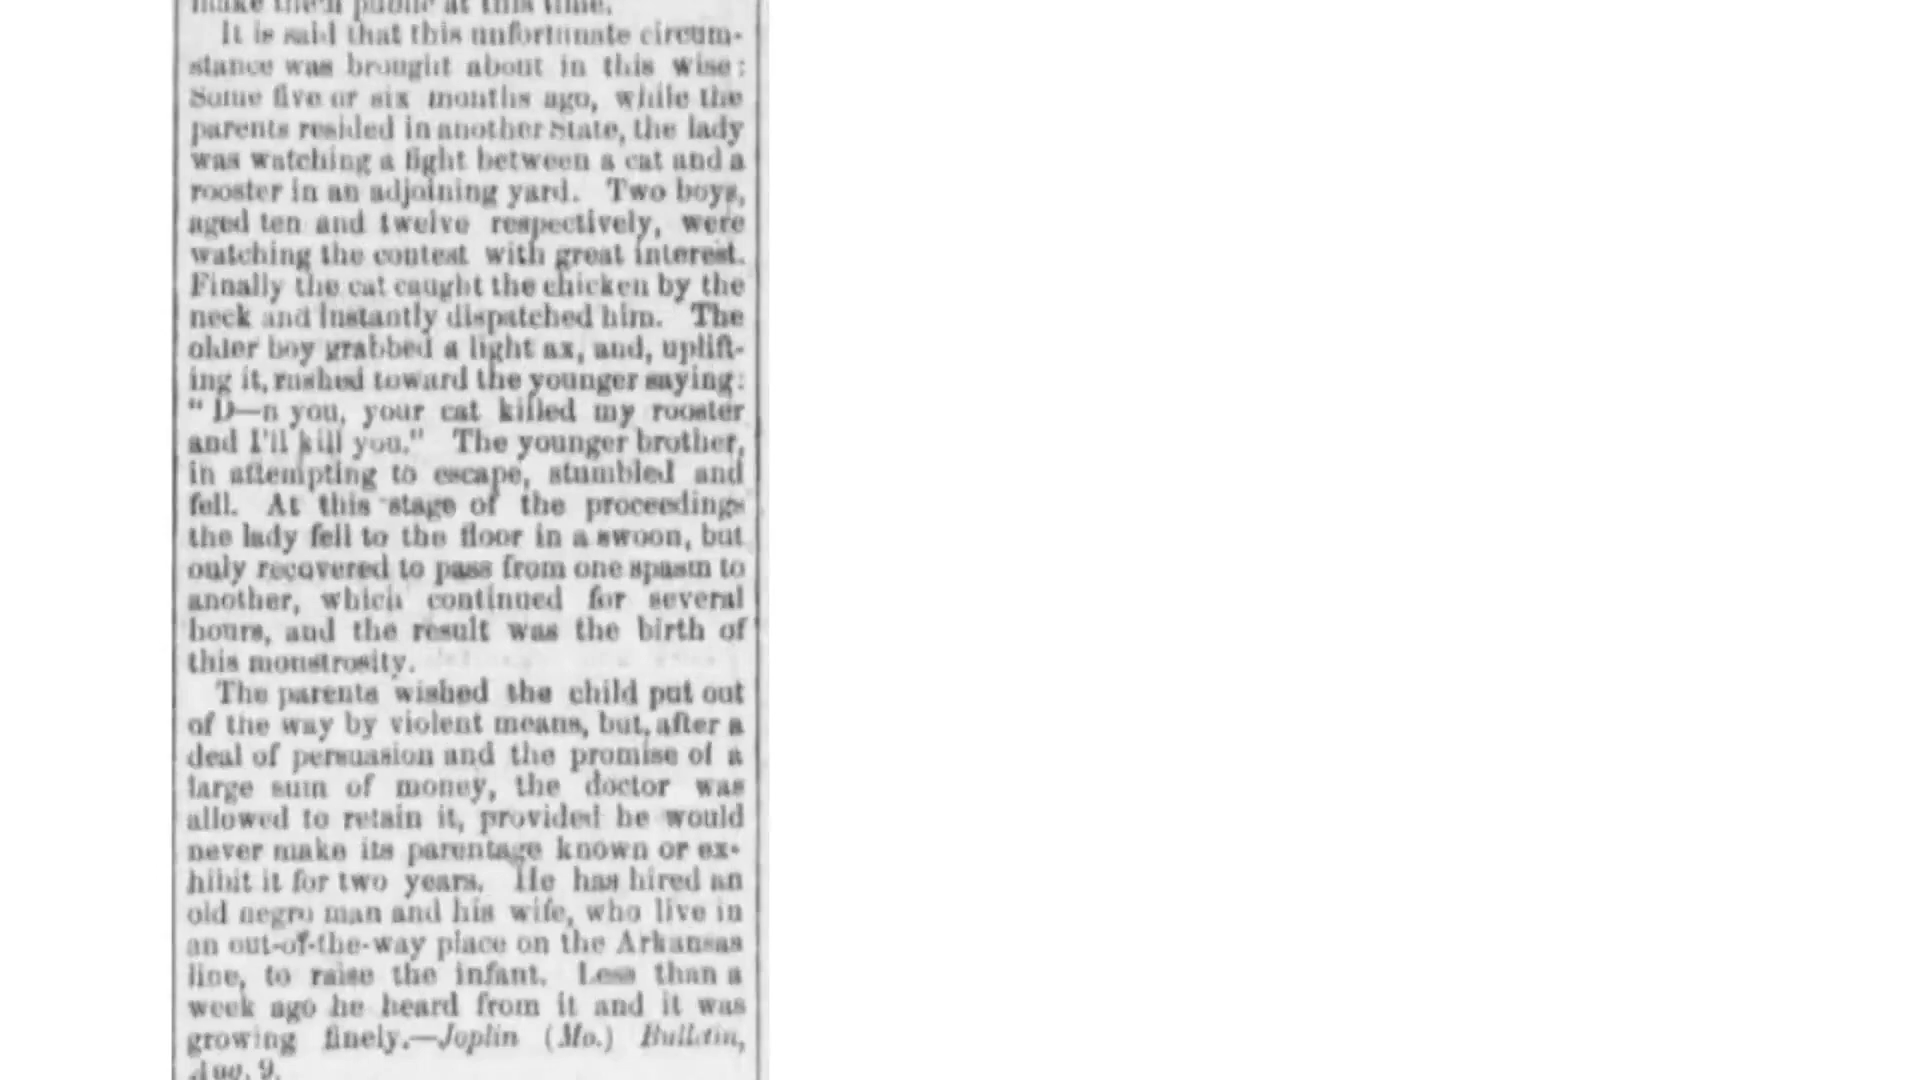 make them public at this time.
It is said that this unfortunate circum-
stance was brought about in this wise:
Some five or six months ago, while the
parents resided in another State, the lady
was watching a fight between a cat and a
rooster in an adjoining yard. Two boys,
aged ten and twelve respectively, were
watching the contest with great interest.
Finally the cat caught the chicken by the
neck and instantly dispatched him. The
older boy grabbed a light ax, and, uplift-
ing it, rushed toward the younger saying:
"D—n you, your cat killed my rooster
and I'll kill you." The younger brother,
in attempting to escape, stumbled and
fell. At this stage of the proceedings
the lady fell to the floor in a swoon, but
only recovered to pass from one spasm to
another, which continued for several
hours, and the result was the birth of
this monstrosity.
The parents wished the child put out
of the way by violent means, but, after a
deal of persuasion and the promise of a
large sum of money, the doctor was
allowed to retain it, provided he would
never make its parentage known or ex-
hibit it for two years. He has hired an
old negro man and his wife, who live in
an out-of-the-way place on the Arkansas
line, to raise the infant. Less than a
week ago he heard from it and it was
growing finely.—Joplin (Mo.) Bulletin,
Aug. 9.